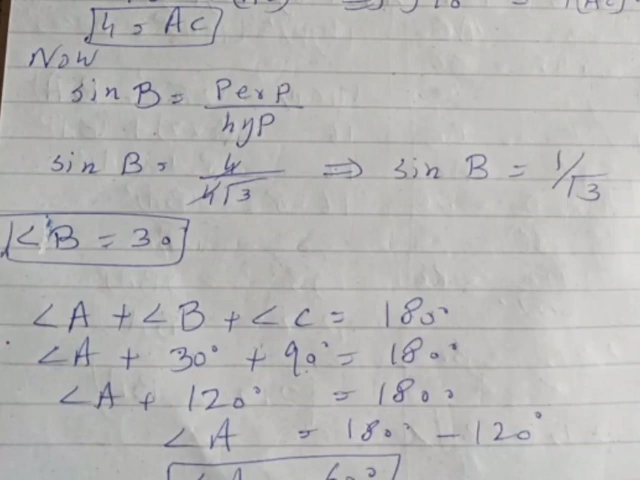 4 = AC
Now
sin B = Perp / hyp
sin B = 4 / 4√3 ⇒ sin B = 1/√3
∠B = 30
∠A + ∠B + ∠C = 180°
∠A + 30° + 90° = 180°
∠A + 120° = 180°
∠A = 180° - 120°